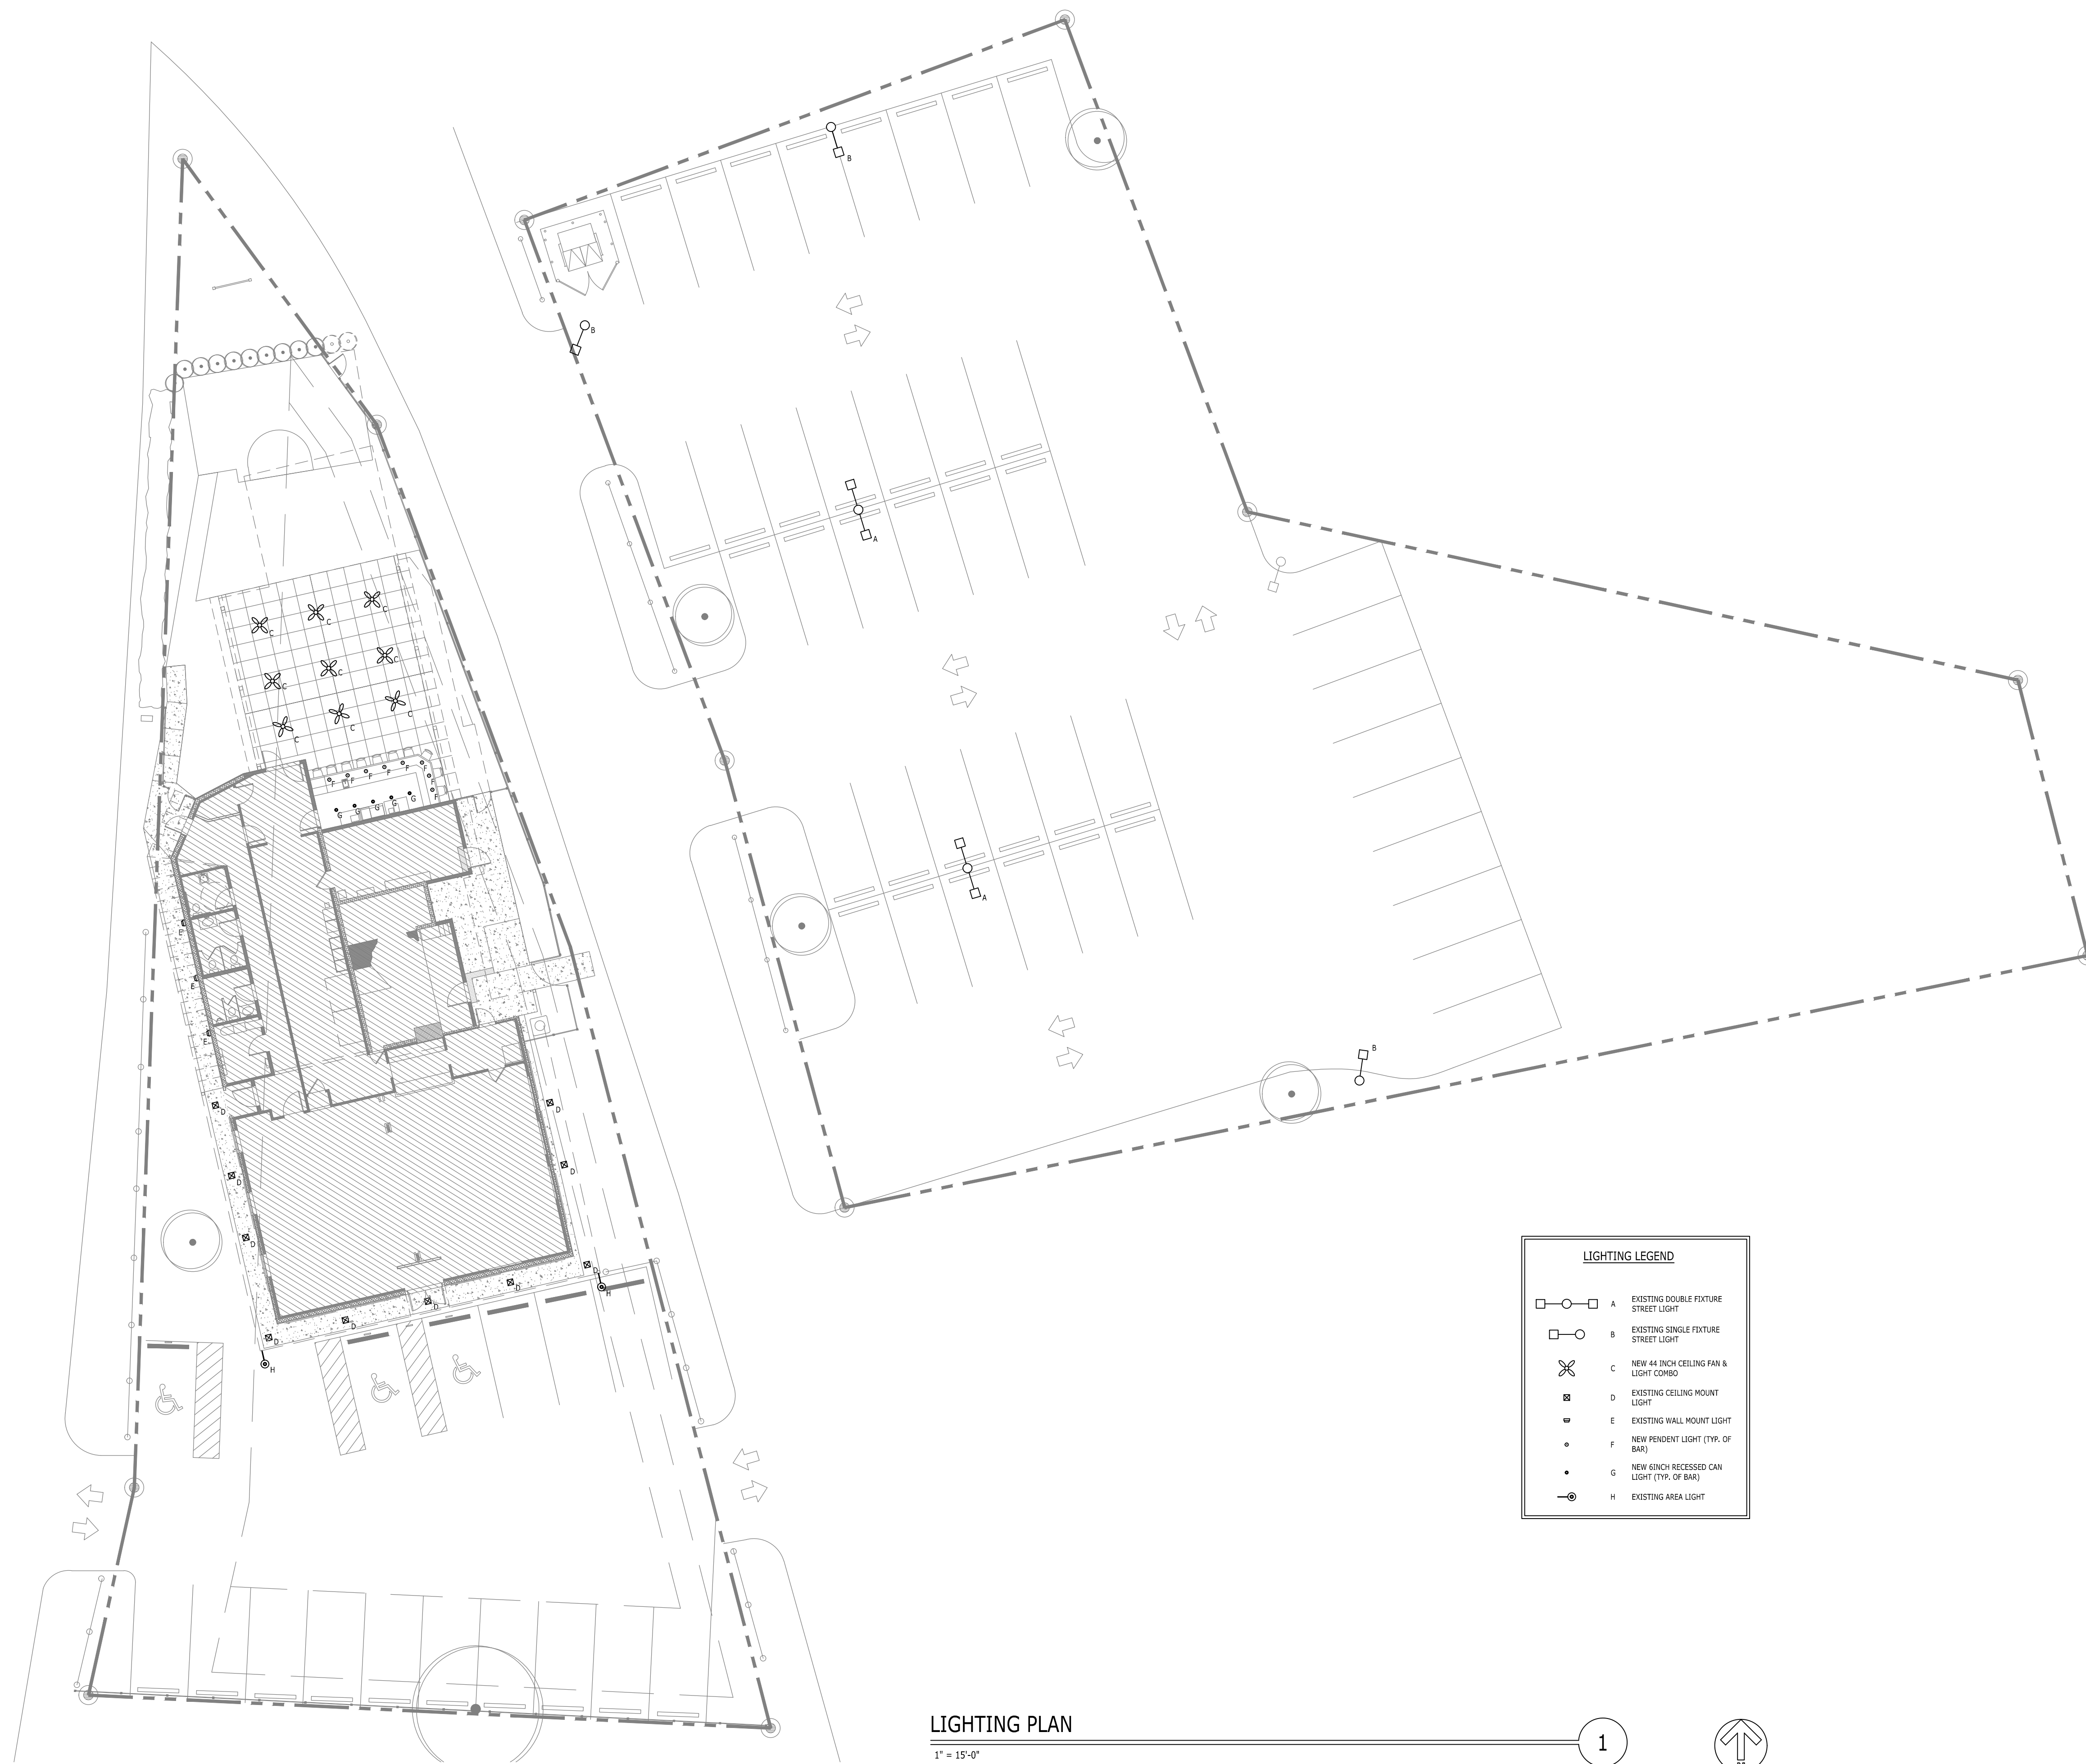 B
B
A
C
C
C
C
C
C
C
C
C
F F F F F F
F
F
G G G G G
A
E
E
E
B
D
D
D
D
D
D
H
D
D
D
D
H
LIGHTING LEGEND
A EXISTING DOUBLE FIXTURE
STREET LIGHT
B EXISTING SINGLE FIXTURE
STREET LIGHT
C NEW 44 INCH CEILING FAN &
LIGHT COMBO
D EXISTING CEILING MOUNT
LIGHT
E EXISTING WALL MOUNT LIGHT
F NEW PENDENT LIGHT (TYP. OF
BAR)
G NEW 6INCH RECESSED CAN
LIGHT (TYP. OF BAR)
H EXISTING AREA LIGHT
LIGHTING PLAN
1
1" = 15'-0"